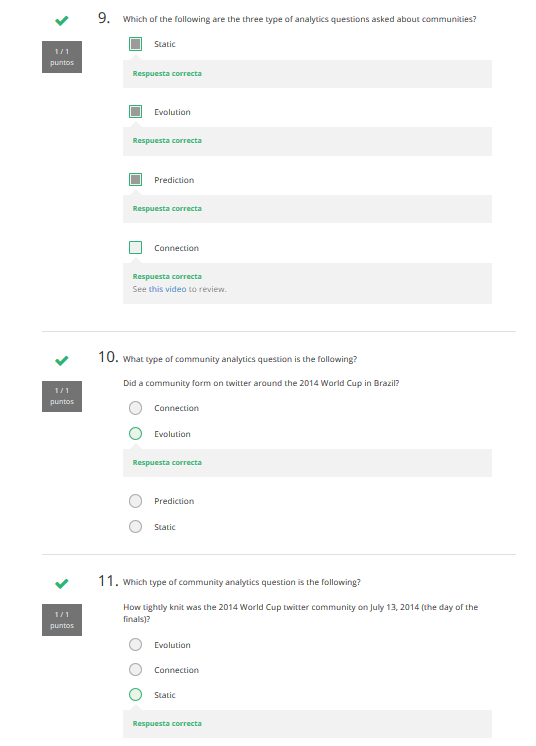 9. Which of the following are the three type of analytics questions asked about communities?
1 / 1
puntos
Static
Respuesta correcta
Evolution
Respuesta correcta
Prediction
Respuesta correcta
Connection
Respuesta correcta
See this video to review.
10. What type of community analytics question is the following?
1 / 1
puntos
Did a community form on twitter around the 2014 World Cup in Brazil?
Connection
Evolution
Respuesta correcta
Prediction
Static
11. Which type of community analytics question is the following?
1 / 1
puntos
How tightly knit was the 2014 World Cup twitter community on July 13, 2014 (the day of the
finals)?
Evolution
Connection
Static
Respuesta correcta